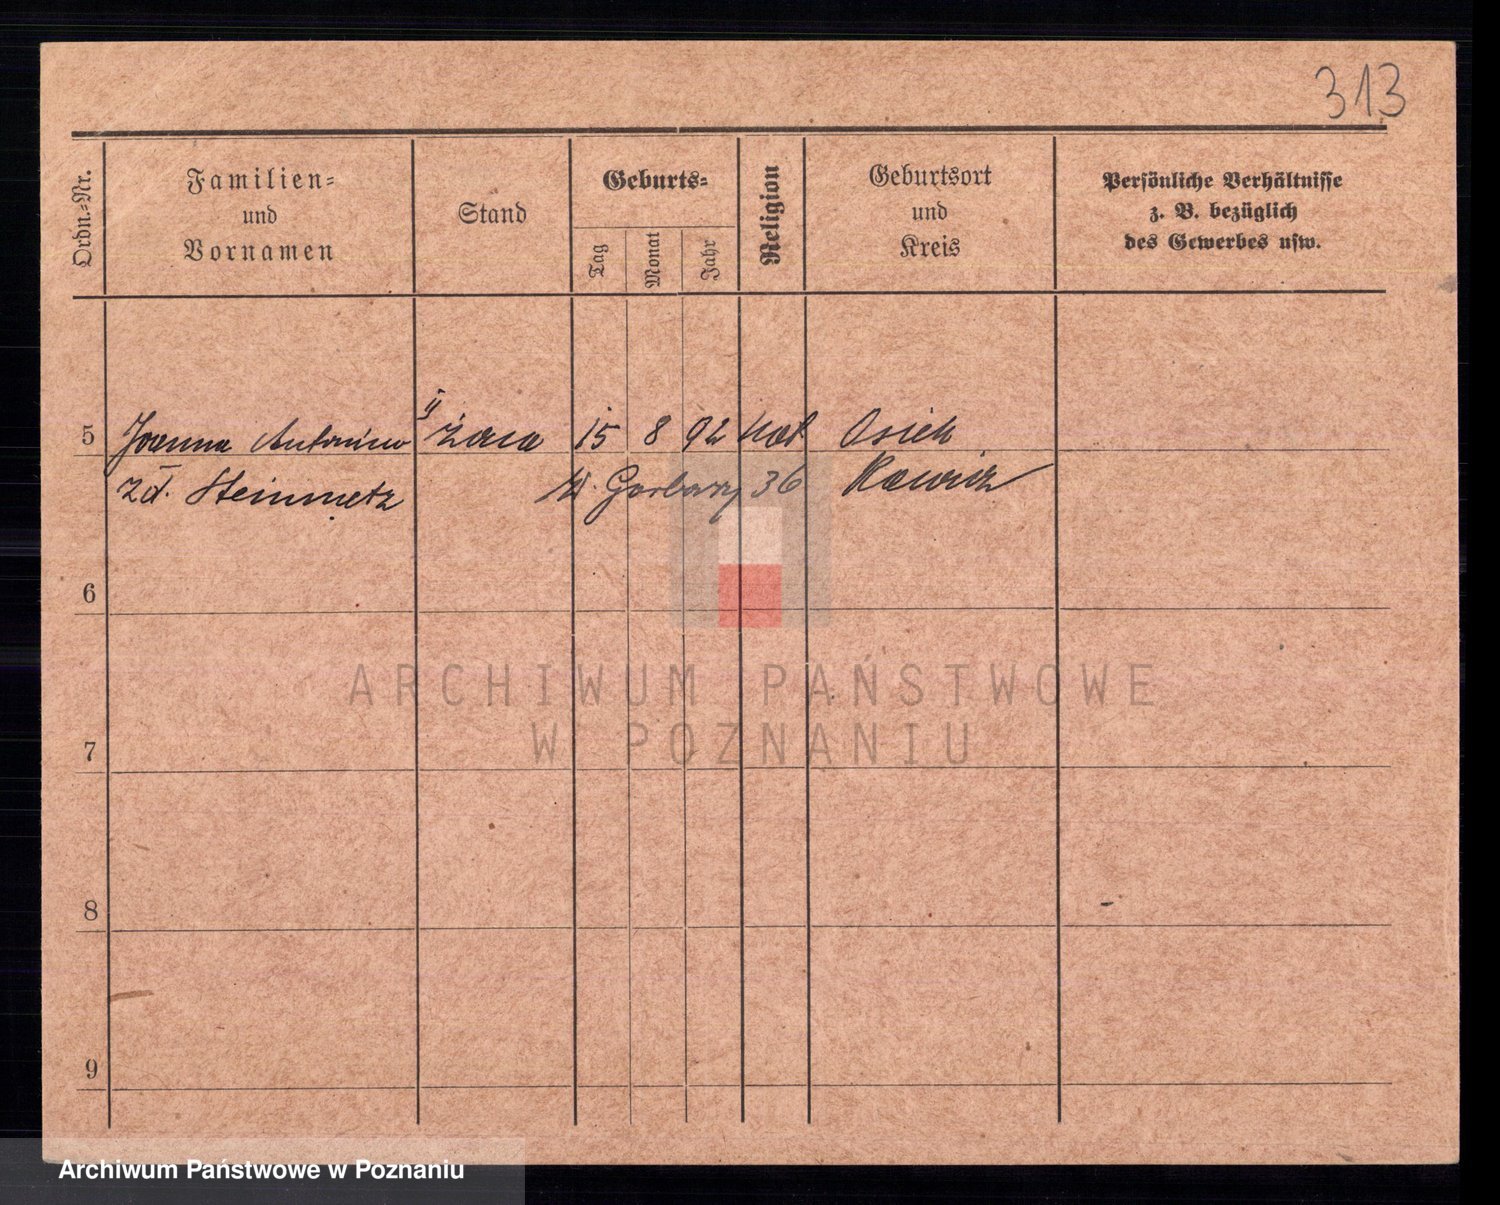 313
Ordn.-Nr.
Familien-
und
Vornamen
Stand
Geburts-
Tag
Monat
Jahr
Religion
Geburtsort
und
Kreis
Persönliche Verhältnisse
z. B. bezüglich
des Gewerbes usw.
5 Joanna Antonina II żona 15 8 92 kat Osiek
zd. Steinmetz W. Garbary 36 Rawicz
6
7
8
9
ARCHIWUM PAŃSTWOWE
W POZNANIU
Archiwum Państwowe w Poznaniu